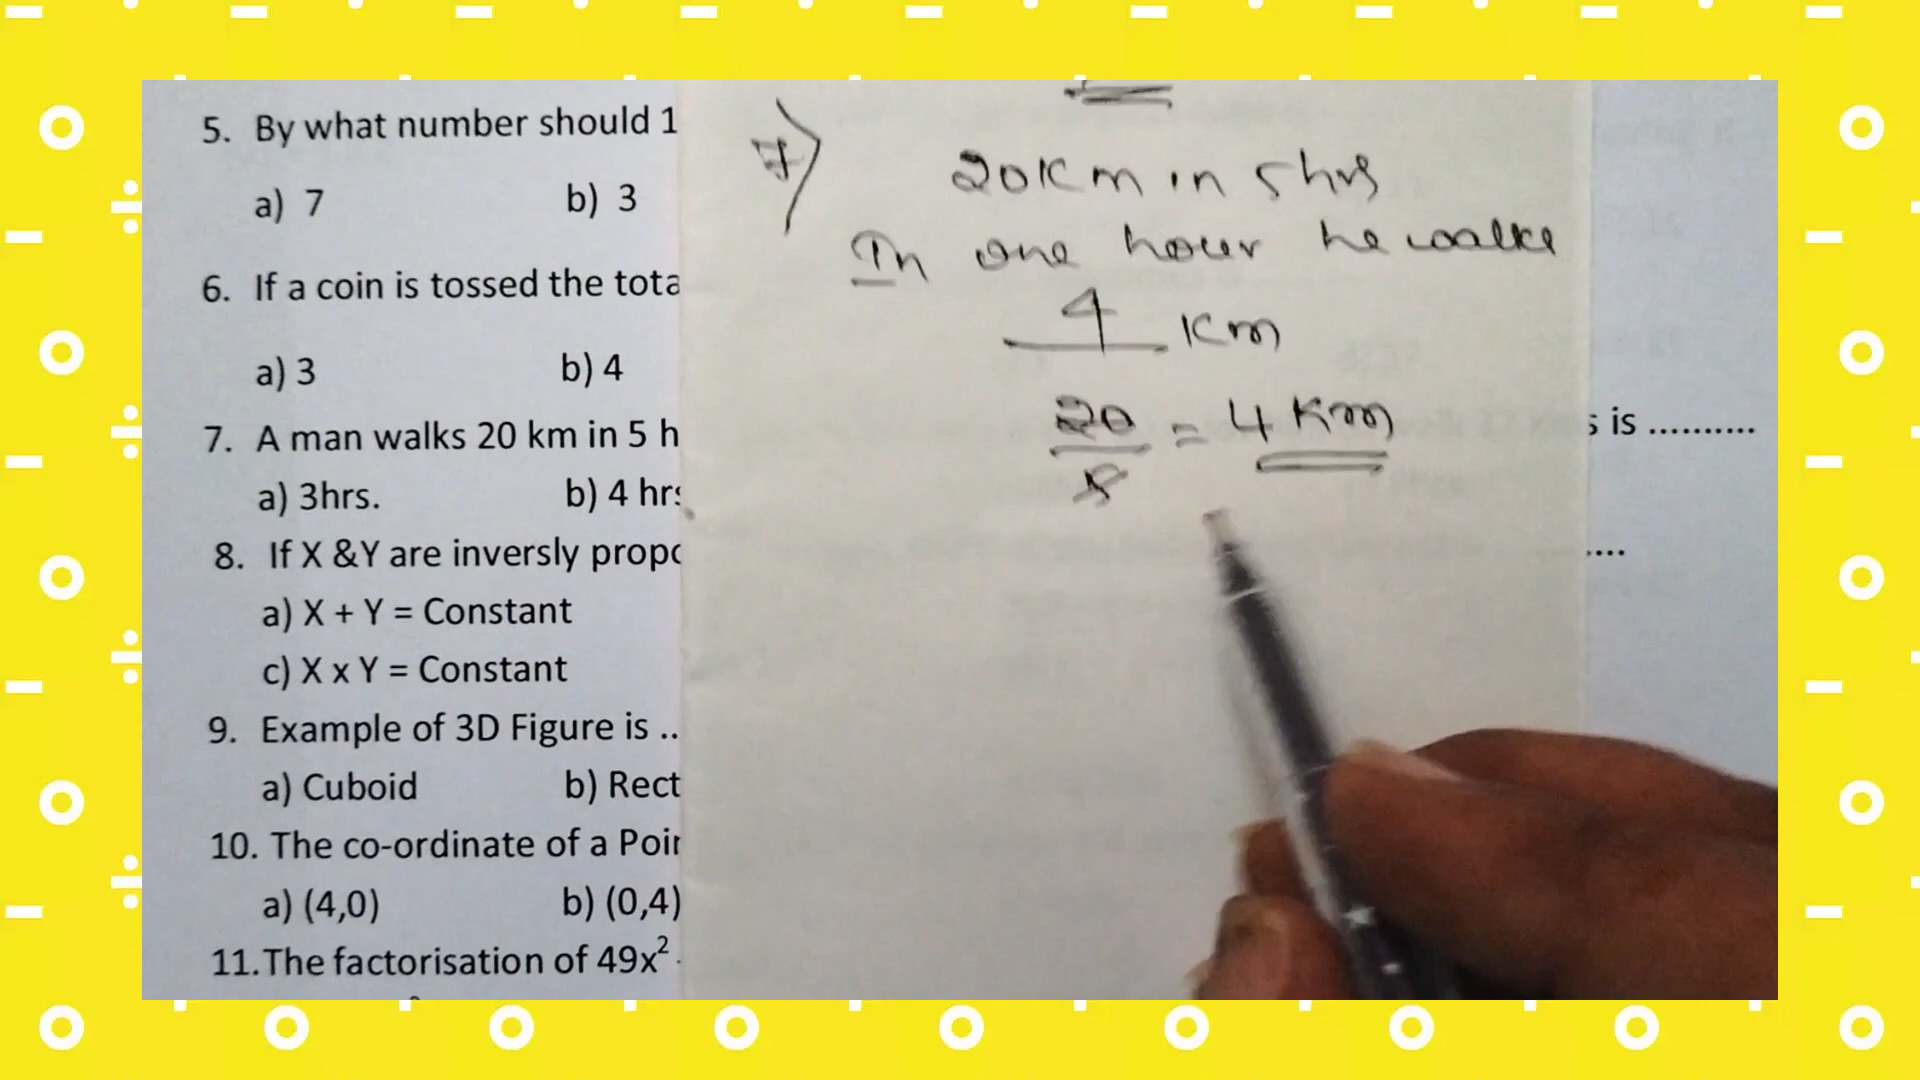 5. By what number should 1
a) 7 b) 3
6. If a coin is tossed the tota
a) 3 b) 4
7. A man walks 20 km in 5 h
s is ..........
a) 3hrs. b) 4 hrs
8. If X &Y are inversly propo
....
a) X + Y = Constant
c) X x Y = Constant
9. Example of 3D Figure is ..
a) Cuboid b) Rect
10. The co-ordinate of a Poin
a) (4,0) b) (0,4)
11.The factorisation of 49x²
7)
20Km in 5 hrs
In one hour he walks
4 Km
20/5 = 4 Km